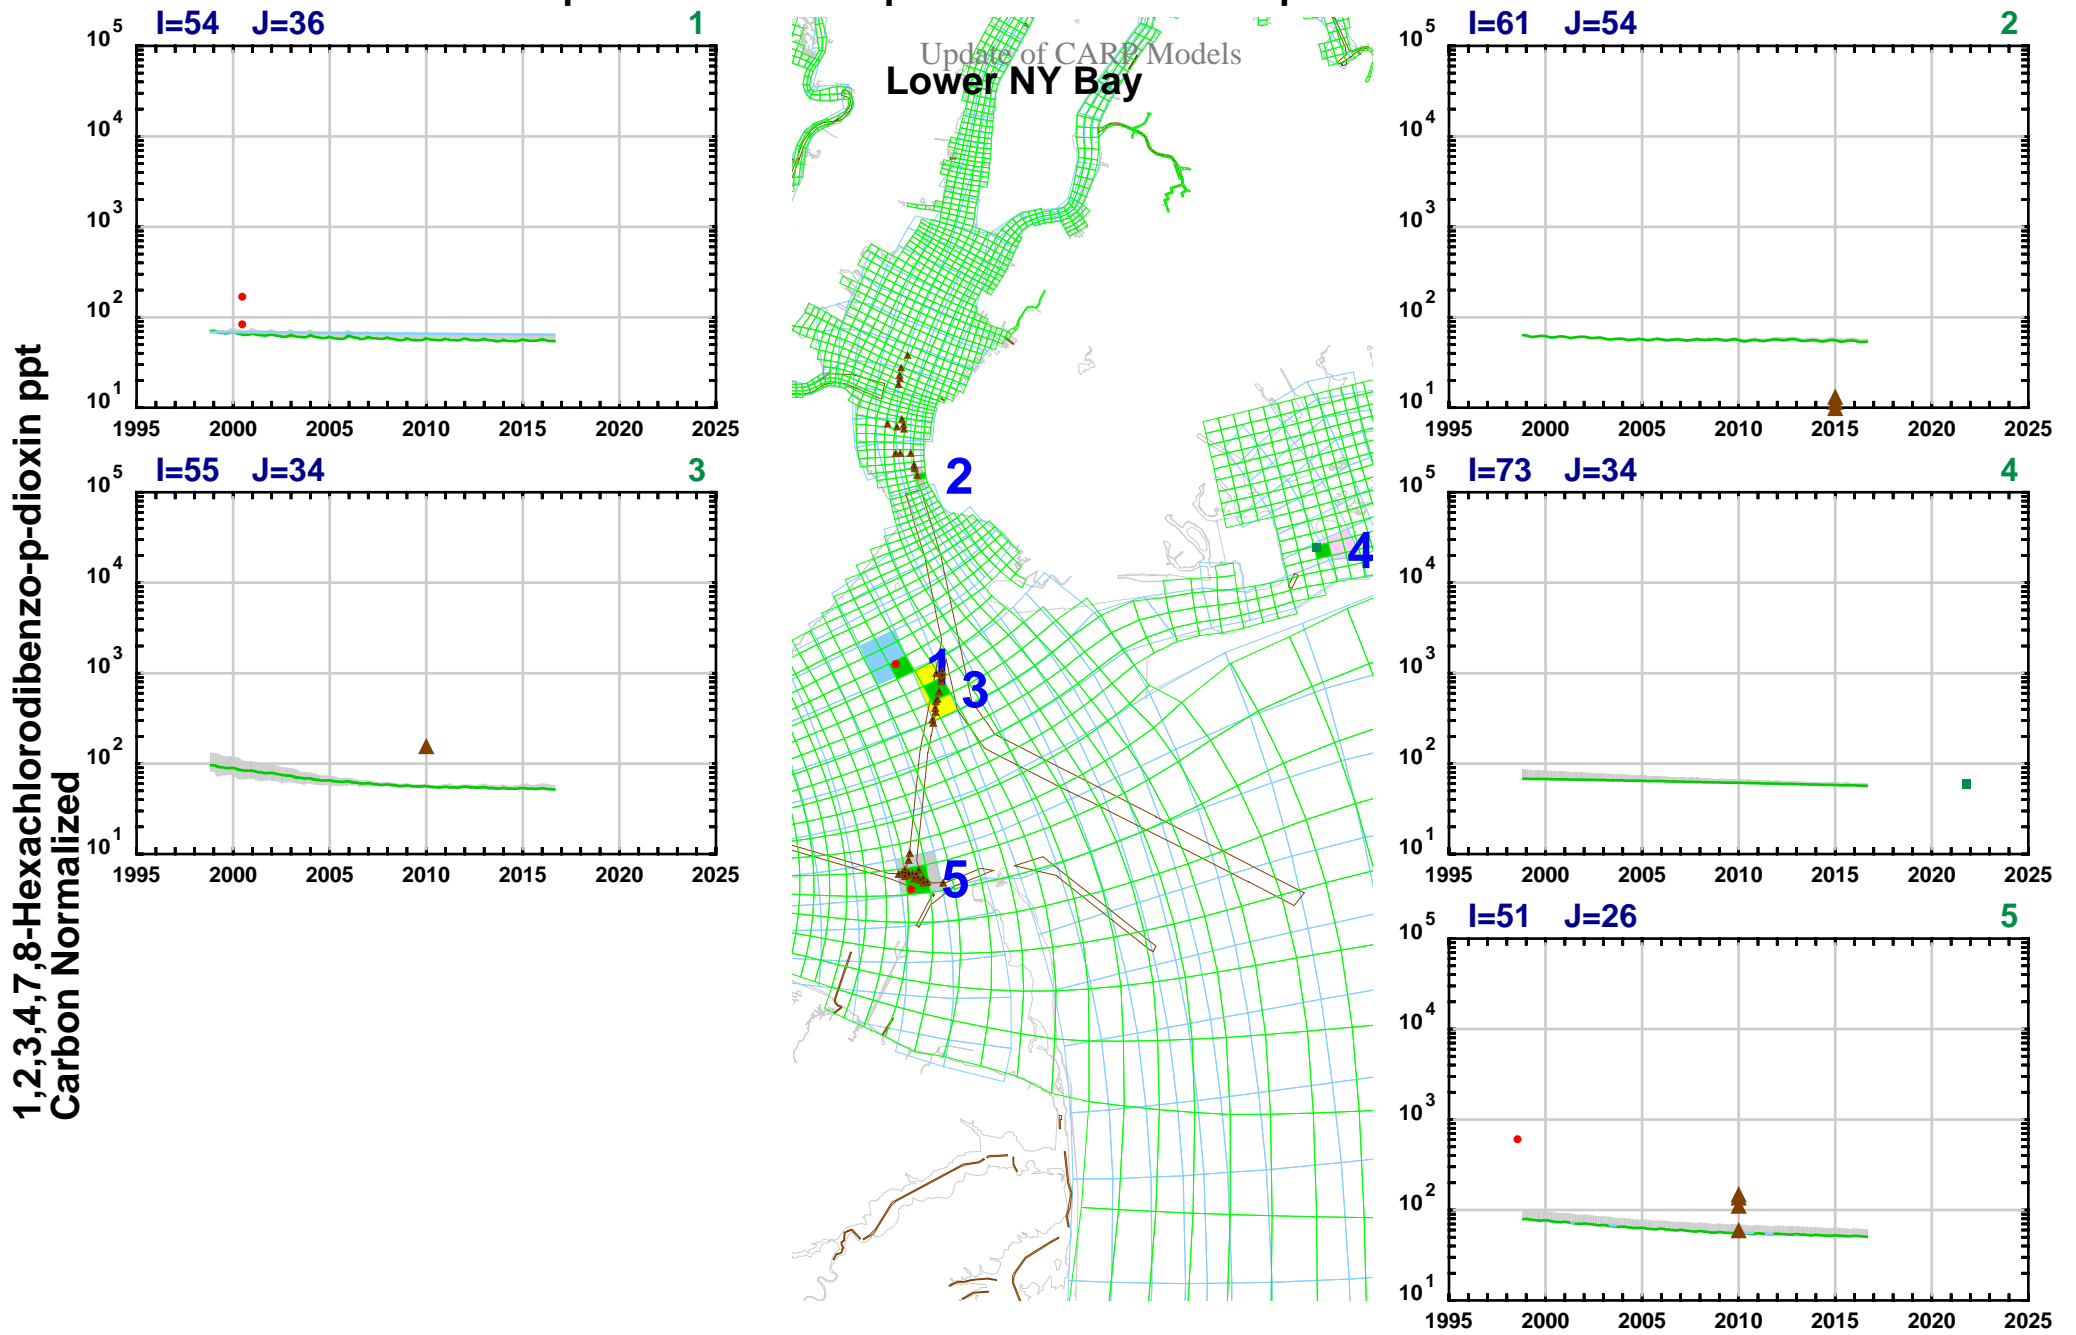 I=54 J=36 1
10^5
10^4
10^3
10^2
10^1
1995 2000 2005 2010 2015 2020 2025
I=55 J=34 3
10^5
10^4
10^3
10^2
10^1
1995 2000 2005 2010 2015 2020 2025
1,2,3,4,7,8-Hexachlorodibenzo-p-dioxin ppt
Carbon Normalized
Update of CARP Models
Lower NY Bay
2
4
1
3
5
I=61 J=54 2
10^5
10^4
10^3
10^2
10^1
1995 2000 2005 2010 2015 2020 2025
I=73 J=34 4
10^5
10^4
10^3
10^2
10^1
1995 2000 2005 2010 2015 2020 2025
I=51 J=26 5
10^5
10^4
10^3
10^2
10^1
1995 2000 2005 2010 2015 2020 2025